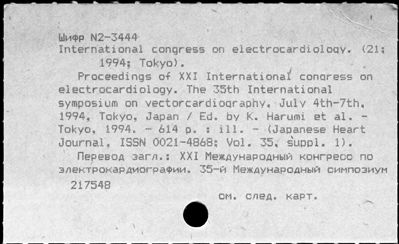 Шифр N2-3444
International congress on electrocardiology. (21;
1994; Tokyo).
Proceedings of XXI International congress on
electrocardiology. The 35th International
symposium on vectorcardiography, July 4th-7th,
1994, Tokyo, Japan / Ed. by K. Harumi et al. -
Tokyo, 1994. - 614 p. : ill. - (Japanese Heart
Journal, ISSN 0021-4868; Vol. 35, suppl. 1).
Перевод загл.: XXI Международный конгресс по
электрокардиографии. 35-й Международный симпозиум
217548
см. след. карт.